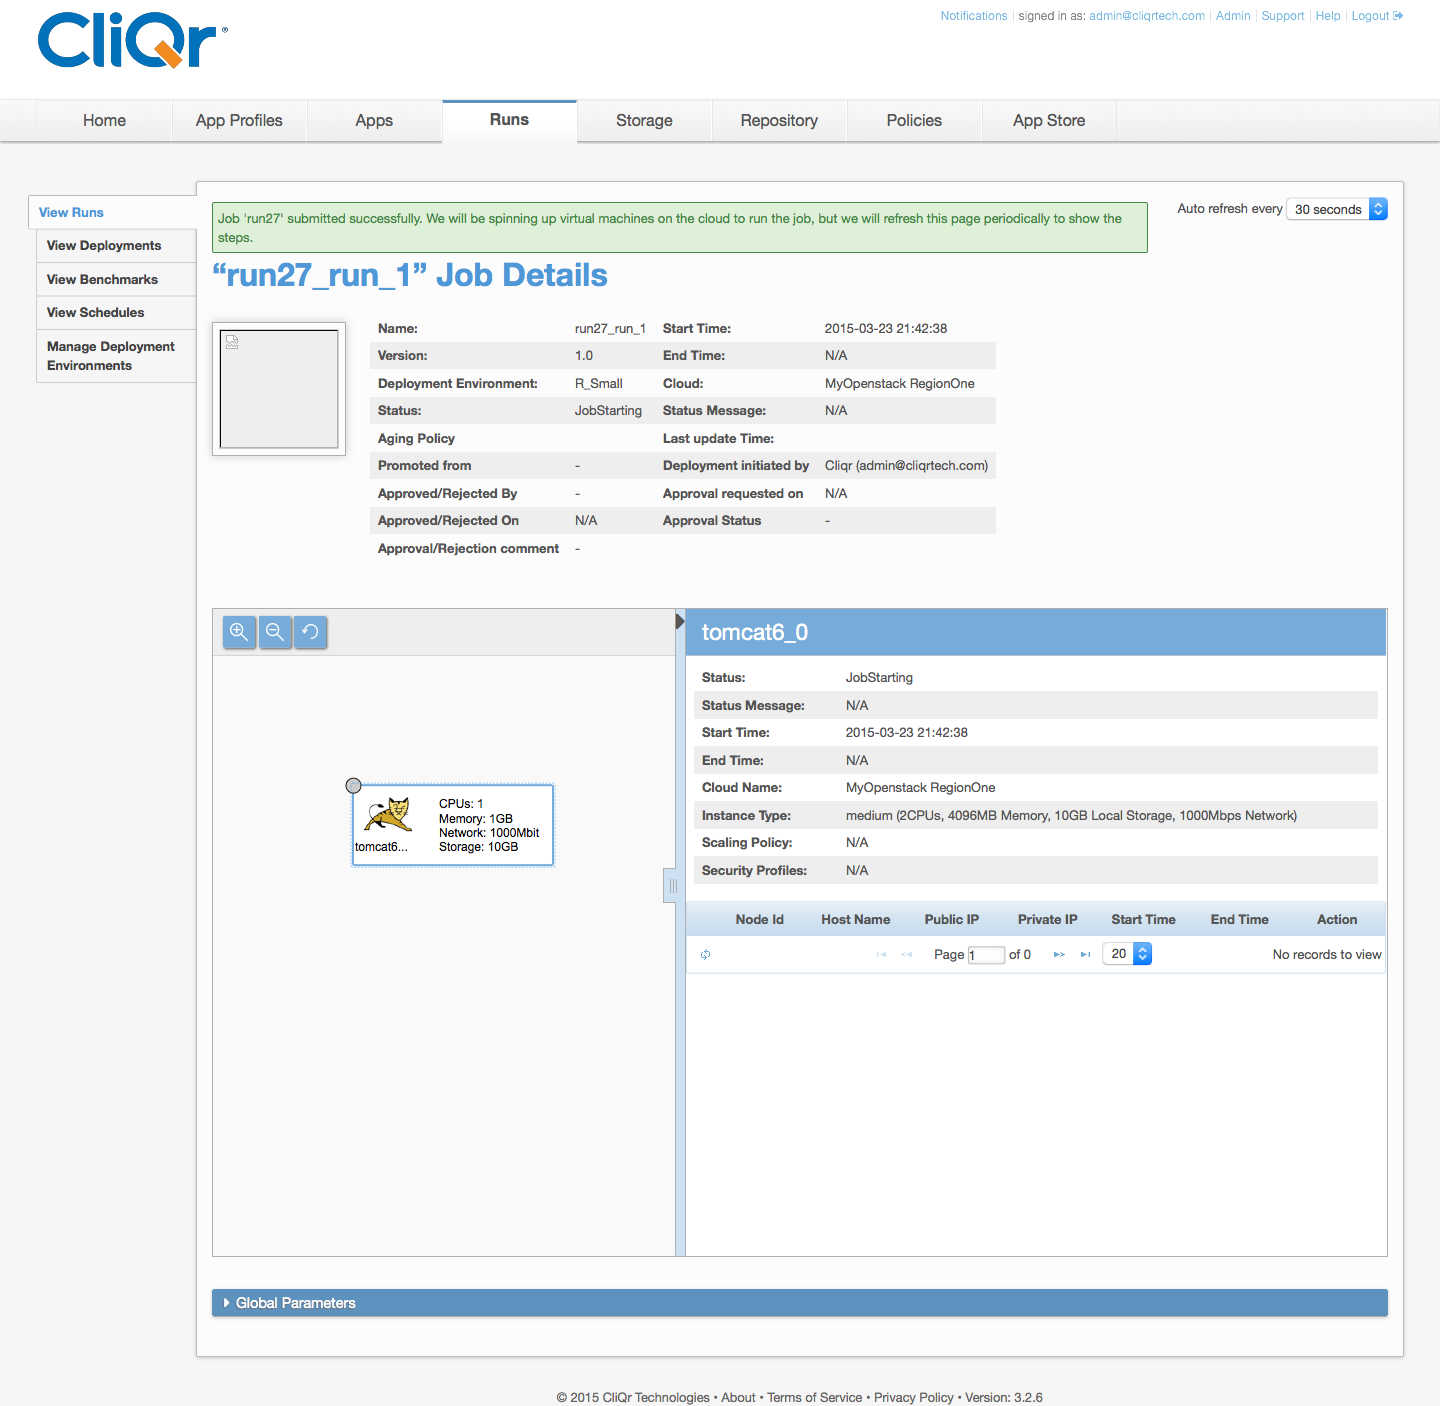 CliQr®
Notifications | signed in as: admin@cliqrtech.com | Admin | Support | Help | Logout
Home App Profiles Apps Runs Storage Repository Policies App Store
View Runs
View Deployments
View Benchmarks
View Schedules
Manage Deployment
Environments
Job 'run27' submitted successfully. We will be spinning up virtual machines on the cloud to run the job, but we will refresh this page periodically to show the
steps.
Auto refresh every 30 seconds
“run27_run_1” Job Details
Name: run27_run_1 Start Time: 2015-03-23 21:42:38
Version: 1.0 End Time: N/A
Deployment Environment: R_Small Cloud: MyOpenstack RegionOne
Status: JobStarting Status Message: N/A
Aging Policy Last update Time:
Promoted from - Deployment initiated by Cliqr (admin@cliqrtech.com)
Approved/Rejected By - Approval requested on N/A
Approved/Rejected On N/A Approval Status -
Approval/Rejection comment -
CPUs: 1
Memory: 1GB
Network: 1000Mbit
tomcat6... Storage: 10GB
tomcat6_0
Status: JobStarting
Status Message: N/A
Start Time: 2015-03-23 21:42:38
End Time: N/A
Cloud Name: MyOpenstack RegionOne
Instance Type: medium (2CPUs, 4096MB Memory, 10GB Local Storage, 1000Mbps Network)
Scaling Policy: N/A
Security Profiles: N/A
Node Id Host Name Public IP Private IP Start Time End Time Action
Page 1 of 0 20 No records to view
Global Parameters
© 2015 CliQr Technologies • About • Terms of Service • Privacy Policy • Version: 3.2.6